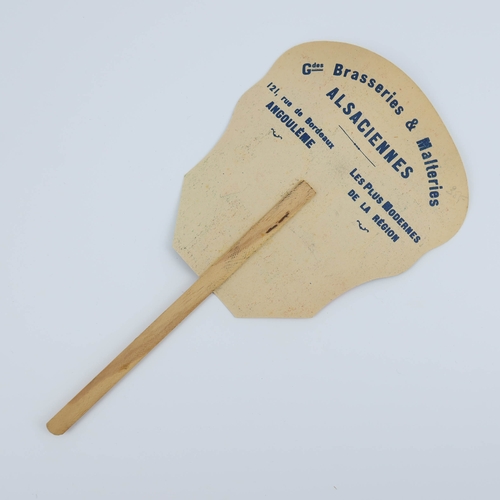 Gdes Brasseries & Malteries
ALSACIENNES
121, rue de Bordeaux
ANGOULÊME
LES PLUS MODERNES
DE LA RÉGION